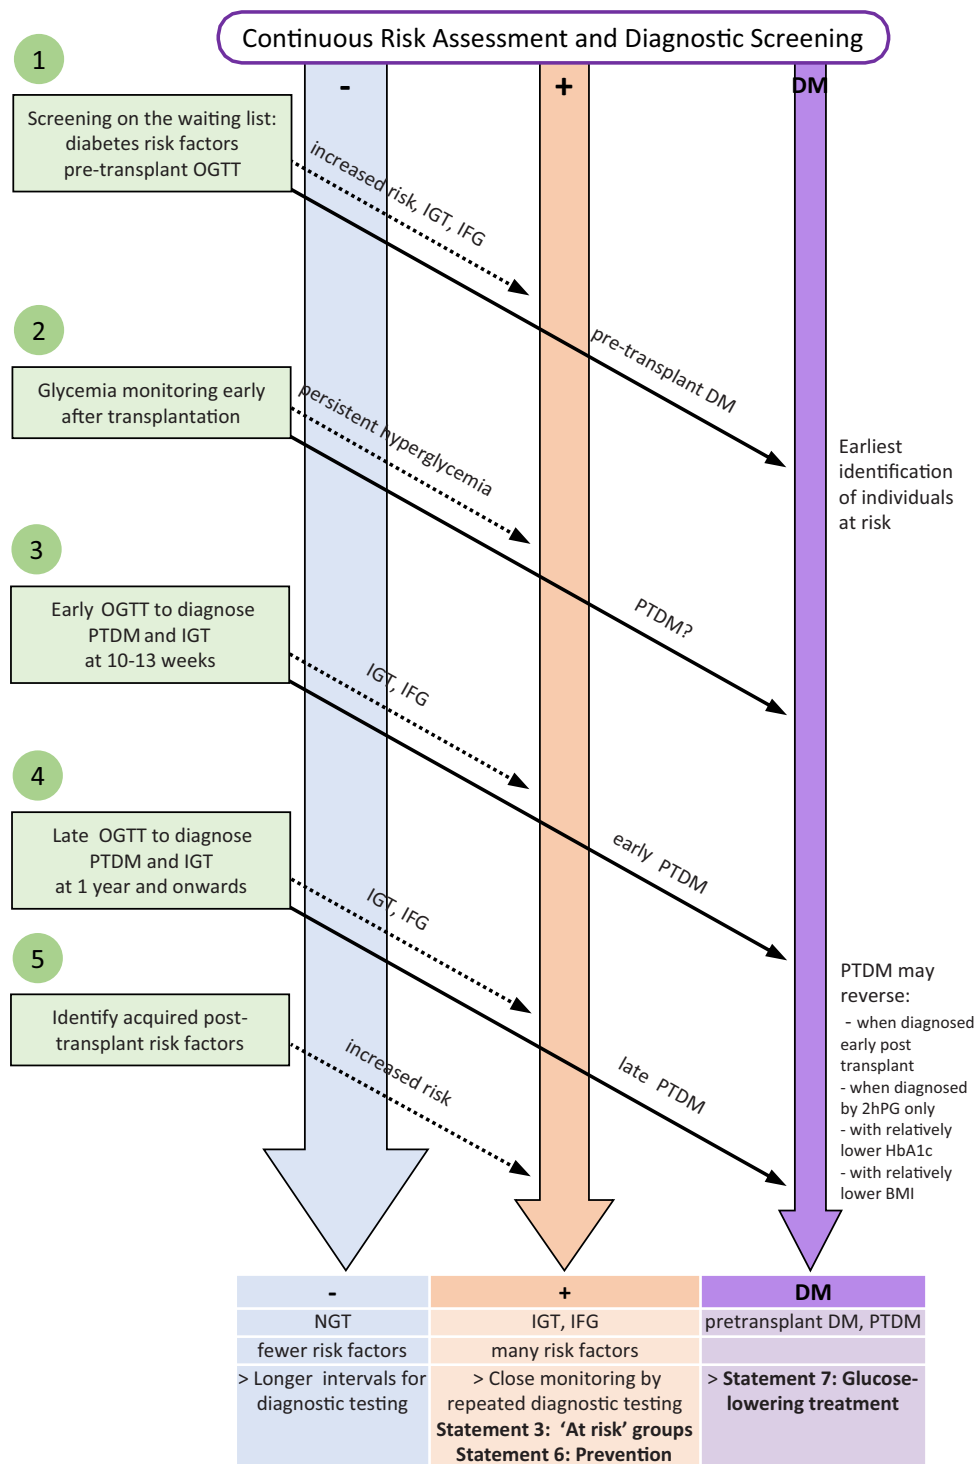 Continuous Risk Assessment and Diagnostic Screening
-
+
DM
1
Screening on the waiting list:
diabetes risk factors
pre-transplant OGTT
increased risk, IGT, IFG
pre-transplant DM
2
Glycemia monitoring early
after transplantation
persistent hyperglycemia
PTDM?
Earliest
identification
of individuals
at risk
3
Early OGTT to diagnose
PTDM and IGT
at 10-13 weeks
IGT, IFG
early PTDM
4
Late OGTT to diagnose
PTDM and IGT
at 1 year and onwards
IGT, IFG
late PTDM
5
Identify acquired post-
transplant risk factors
increased risk
PTDM may
reverse:
- when diagnosed
early post
transplant
- when diagnosed
by 2hPG only
- with relatively
lower HbA1c
- with relatively
lower BMI
-
NGT
fewer risk factors
> Longer intervals for
diagnostic testing
+
IGT, IFG
many risk factors
> Close monitoring by
repeated diagnostic testing
Statement 3: ‘At risk’ groups
Statement 6: Prevention
DM
pretransplant DM, PTDM
> Statement 7: Glucose-
lowering treatment